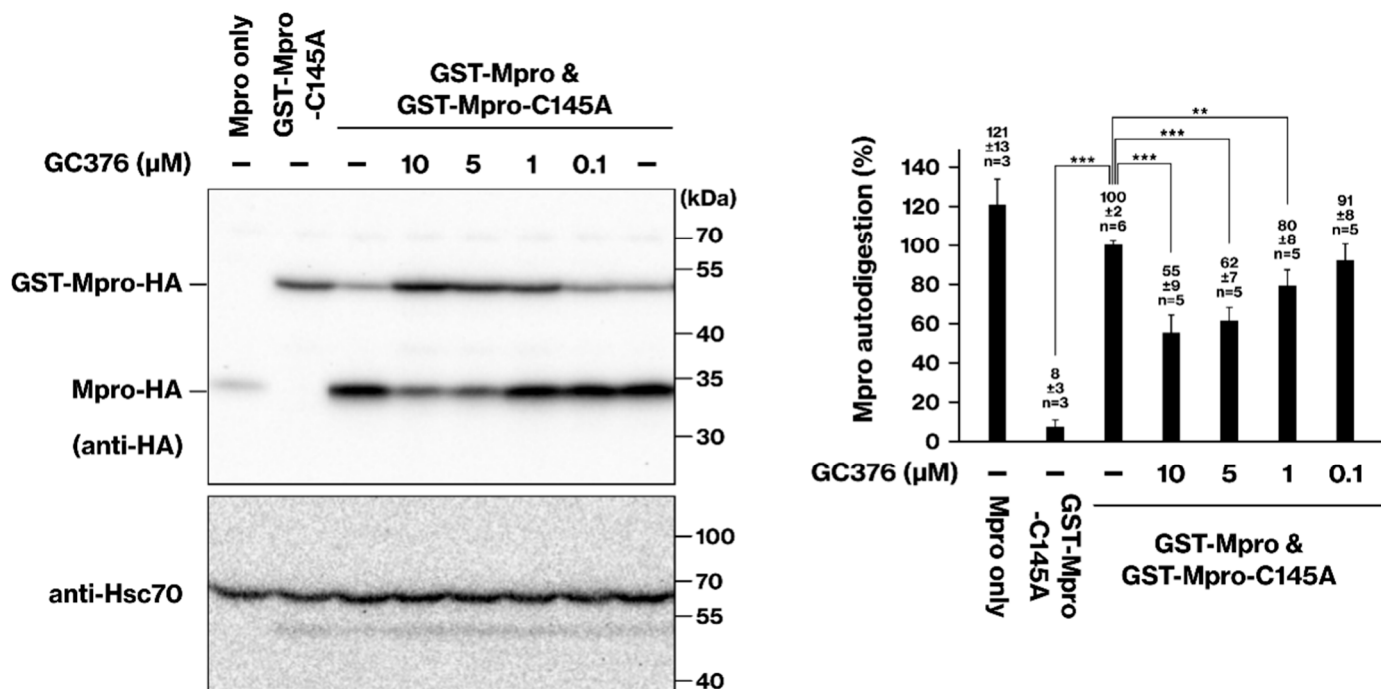 Mpro only
GST-Mpro
-C145A
GST-Mpro &
GST-Mpro-C145A
GC376 (µM)
– – – 10 5 1 0.1 –
(kDa)
70
55
GST-Mpro-HA
40
Mpro-HA
35
(anti-HA)
30
100
anti-Hsc70
70
55
40
Mpro autodigestion (%)
140
120
100
80
60
40
20
0
121
±13
n=3
8
±3
n=3
100
±2
n=6
55
±9
n=5
62
±7
n=5
80
±8
n=5
91
±8
n=5
***
***
***
**
GC376 (µM)
– – – 10 5 1 0.1
Mpro only
GST-Mpro
-C145A
GST-Mpro &
GST-Mpro-C145A